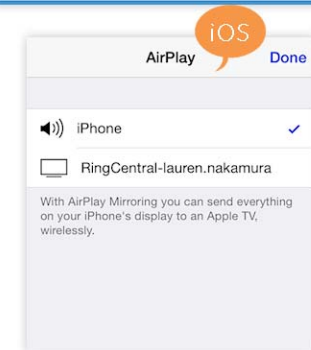 iOS
AirPlay
Done
iPhone
RingCentral-lauren.nakamura
With AirPlay Mirroring you can send everything
on your iPhone's display to an Apple TV,
wirelessly.